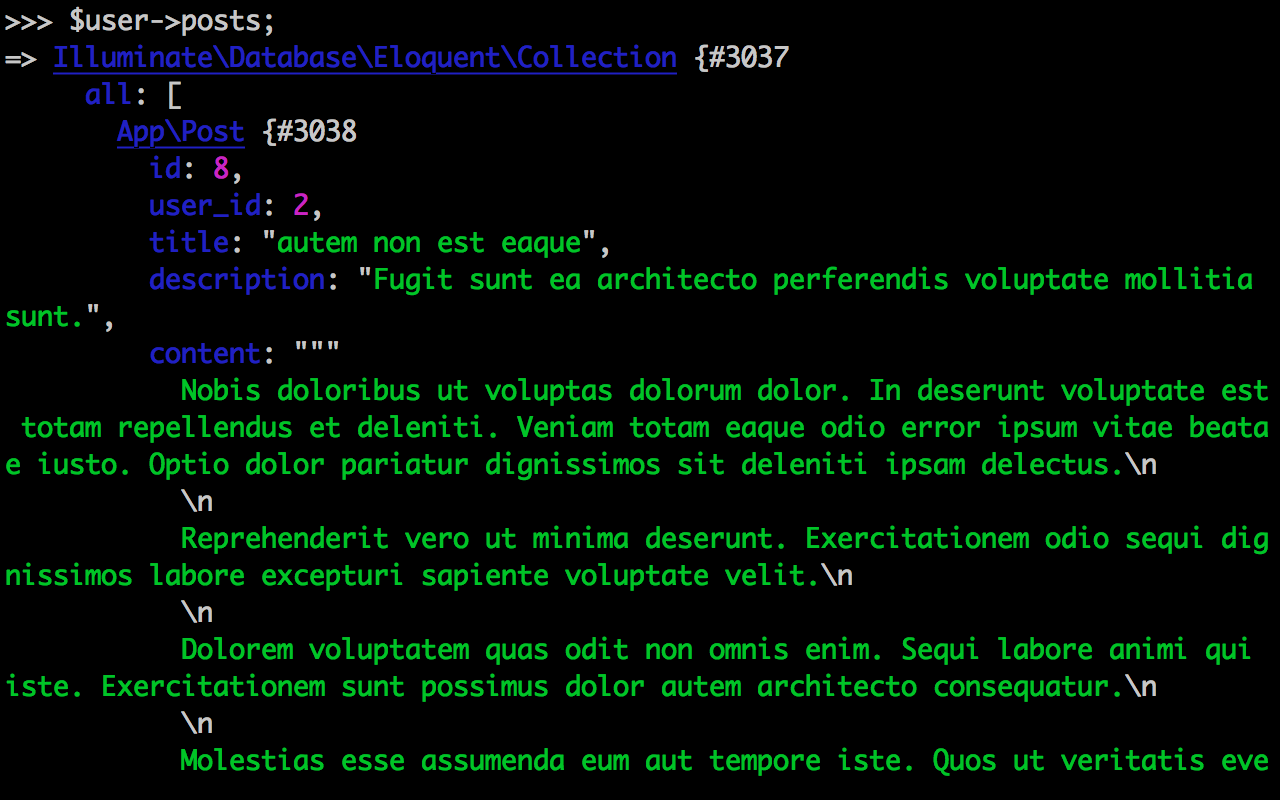 >>> $user->posts;
=> Illuminate\Database\Eloquent\Collection {#3037
all: [
App\Post {#3038
id: 8,
user_id: 2,
title: "autem non est eaque",
description: "Fugit sunt ea architecto perferendis voluptate mollitia
sunt.",
content: """
Nobis doloribus ut voluptas dolorum dolor. In deserunt voluptate est
totam repellendus et deleniti. Veniam totam eaque odio error ipsum vitae beata
e iusto. Optio dolor pariatur dignissimos sit deleniti ipsam delectus.\n
\n
Reprehenderit vero ut minima deserunt. Exercitationem odio sequi dig
nissimos labore excepturi sapiente voluptate velit.\n
\n
Dolorem voluptatem quas odit non omnis enim. Sequi labore animi qui
iste. Exercitationem sunt possimus dolor autem architecto consequatur.\n
\n
Molestias esse assumenda eum aut tempore iste. Quos ut veritatis eve